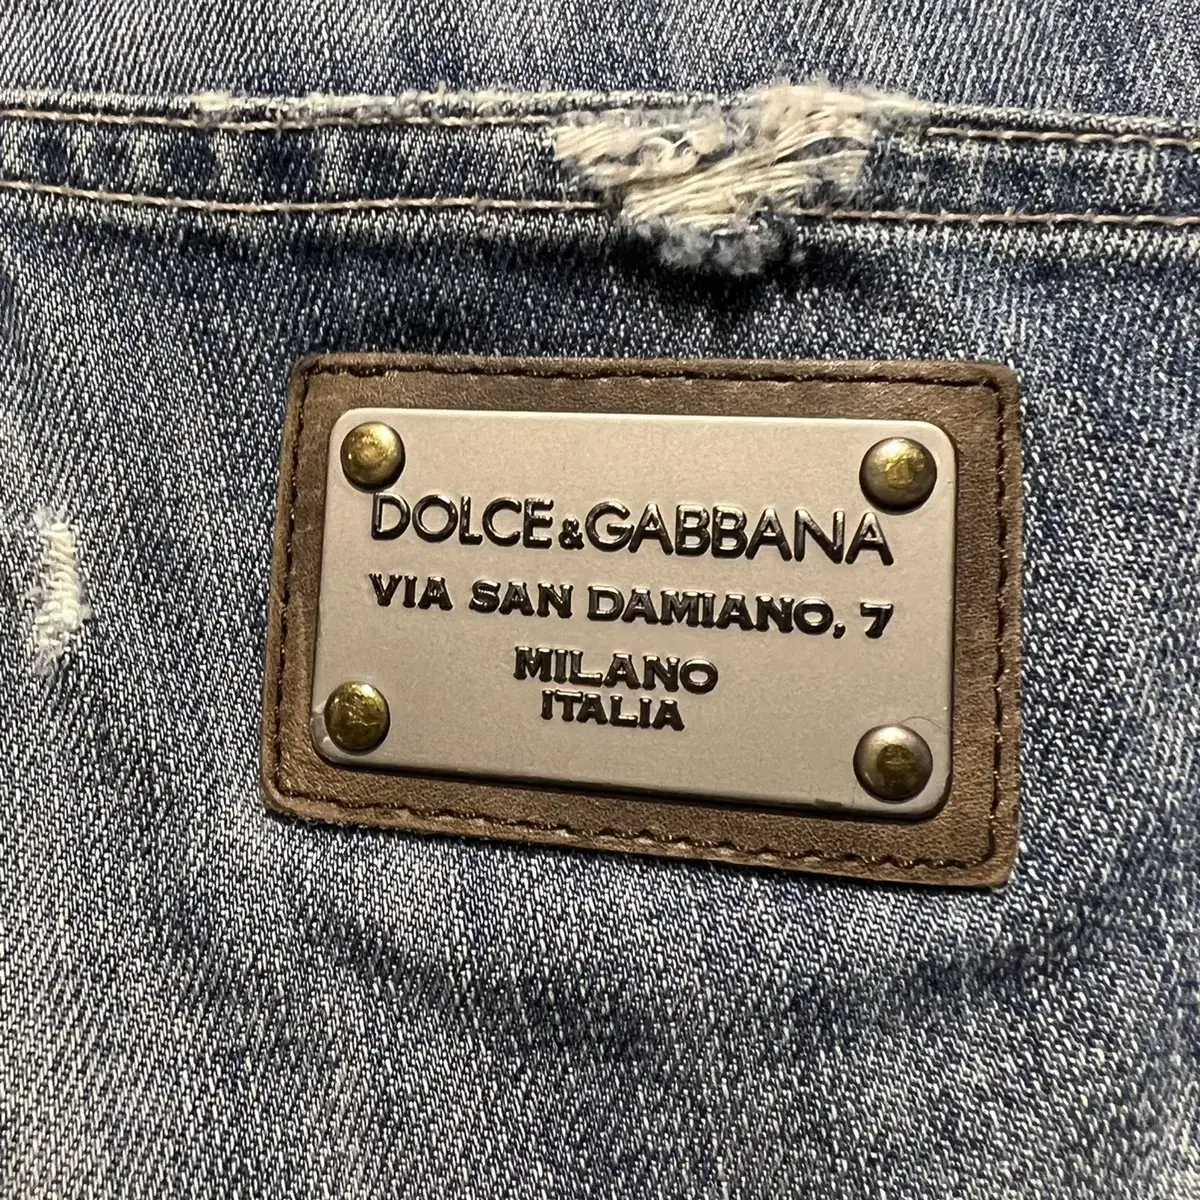 DOLCE&GABBANA
VIA SAN DAMIANO, 7
MILANO
ITALIA